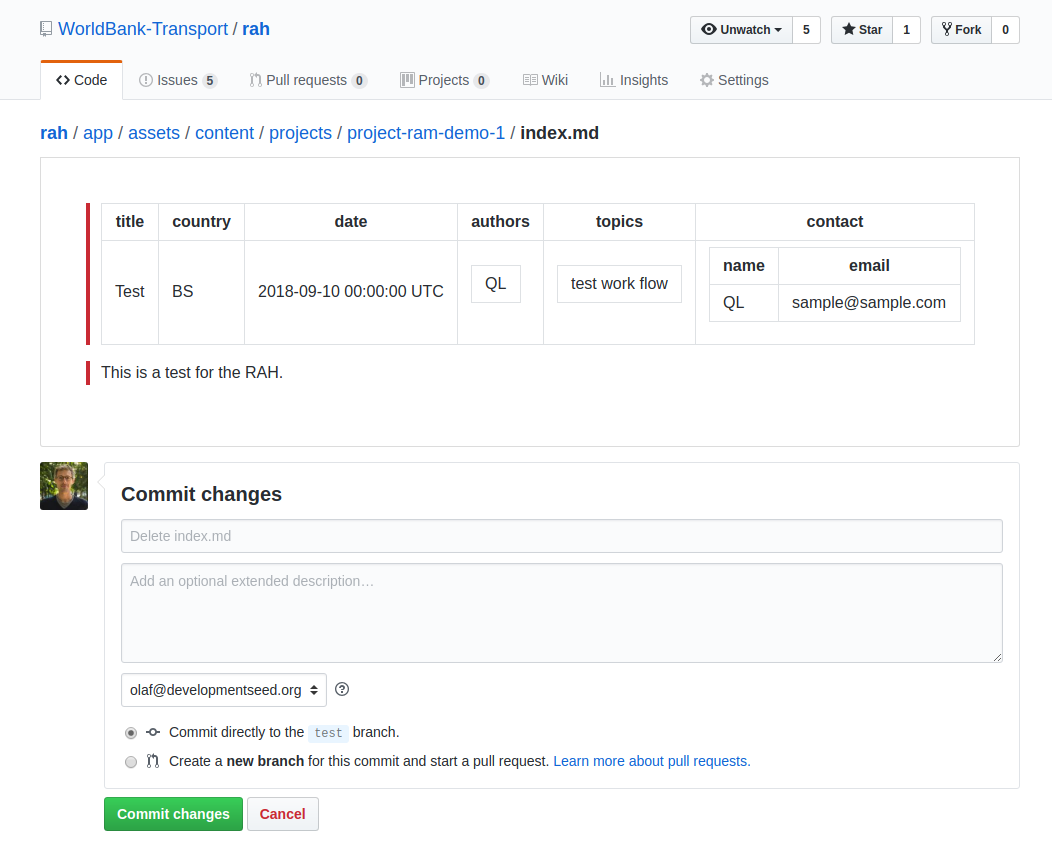 WorldBank-Transport / rah
Unwatch 5 Star 1 Fork 0
Code Issues 5 Pull requests 0 Projects 0 Wiki Insights Settings
rah / app / assets / content / projects / project-ram-demo-1 / index.md
title country date authors topics contact
name email
Test BS 2018-09-10 00:00:00 UTC QL test work flow
QL sample@sample.com
This is a test for the RAH.
Commit changes
Delete index.md
Add an optional extended description…
olaf@developmentseed.org
Commit directly to the test branch.
Create a new branch for this commit and start a pull request. Learn more about pull requests.
Commit changes Cancel